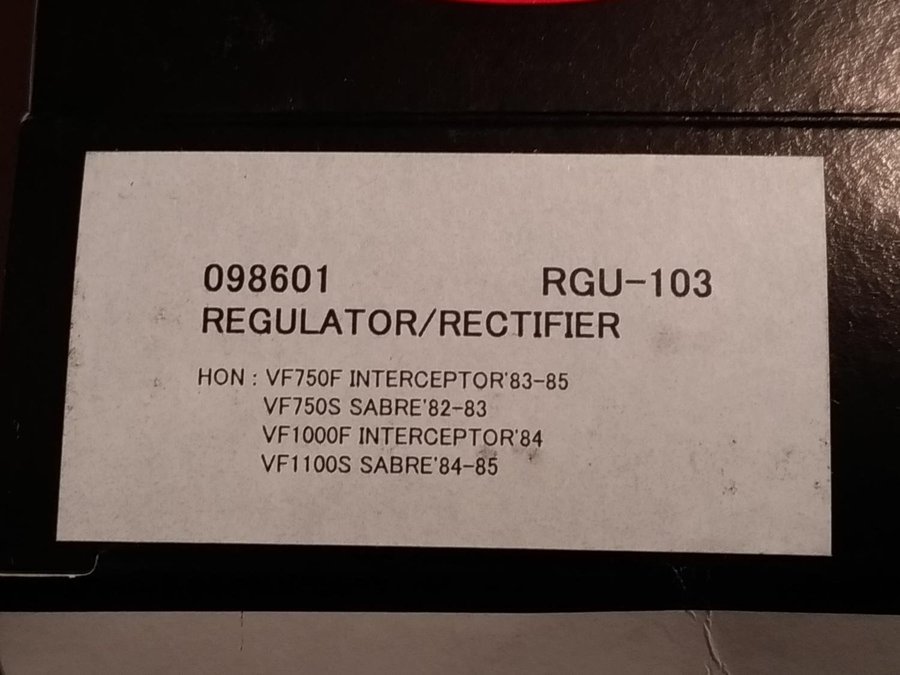 098601 RGU-103
REGULATOR/RECTIFIER
HON : VF750F INTERCEPTOR'83-85
VF750S SABRE'82-83
VF1000F INTERCEPTOR'84
VF1100S SABRE'84-85